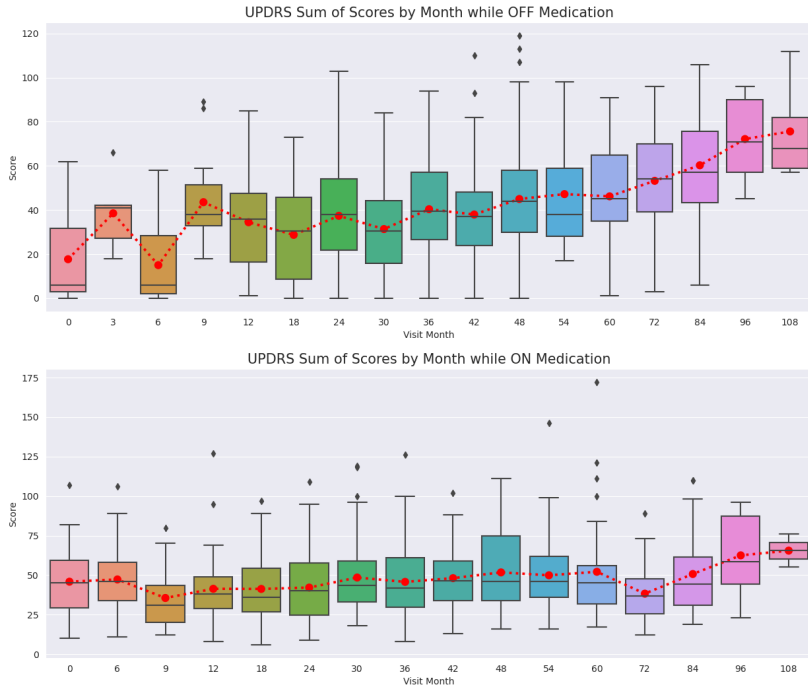 UPDRS Sum of Scores by Month while OFF Medication
120
100
80
60
40
20
0
Score
0 3 6 9 12 18 24 30 36 42 48 54 60 72 84 96 108
Visit Month
UPDRS Sum of Scores by Month while ON Medication
175
150
125
100
75
50
25
0
Score
0 6 9 12 18 24 30 36 42 48 54 60 72 84 96 108
Visit Month